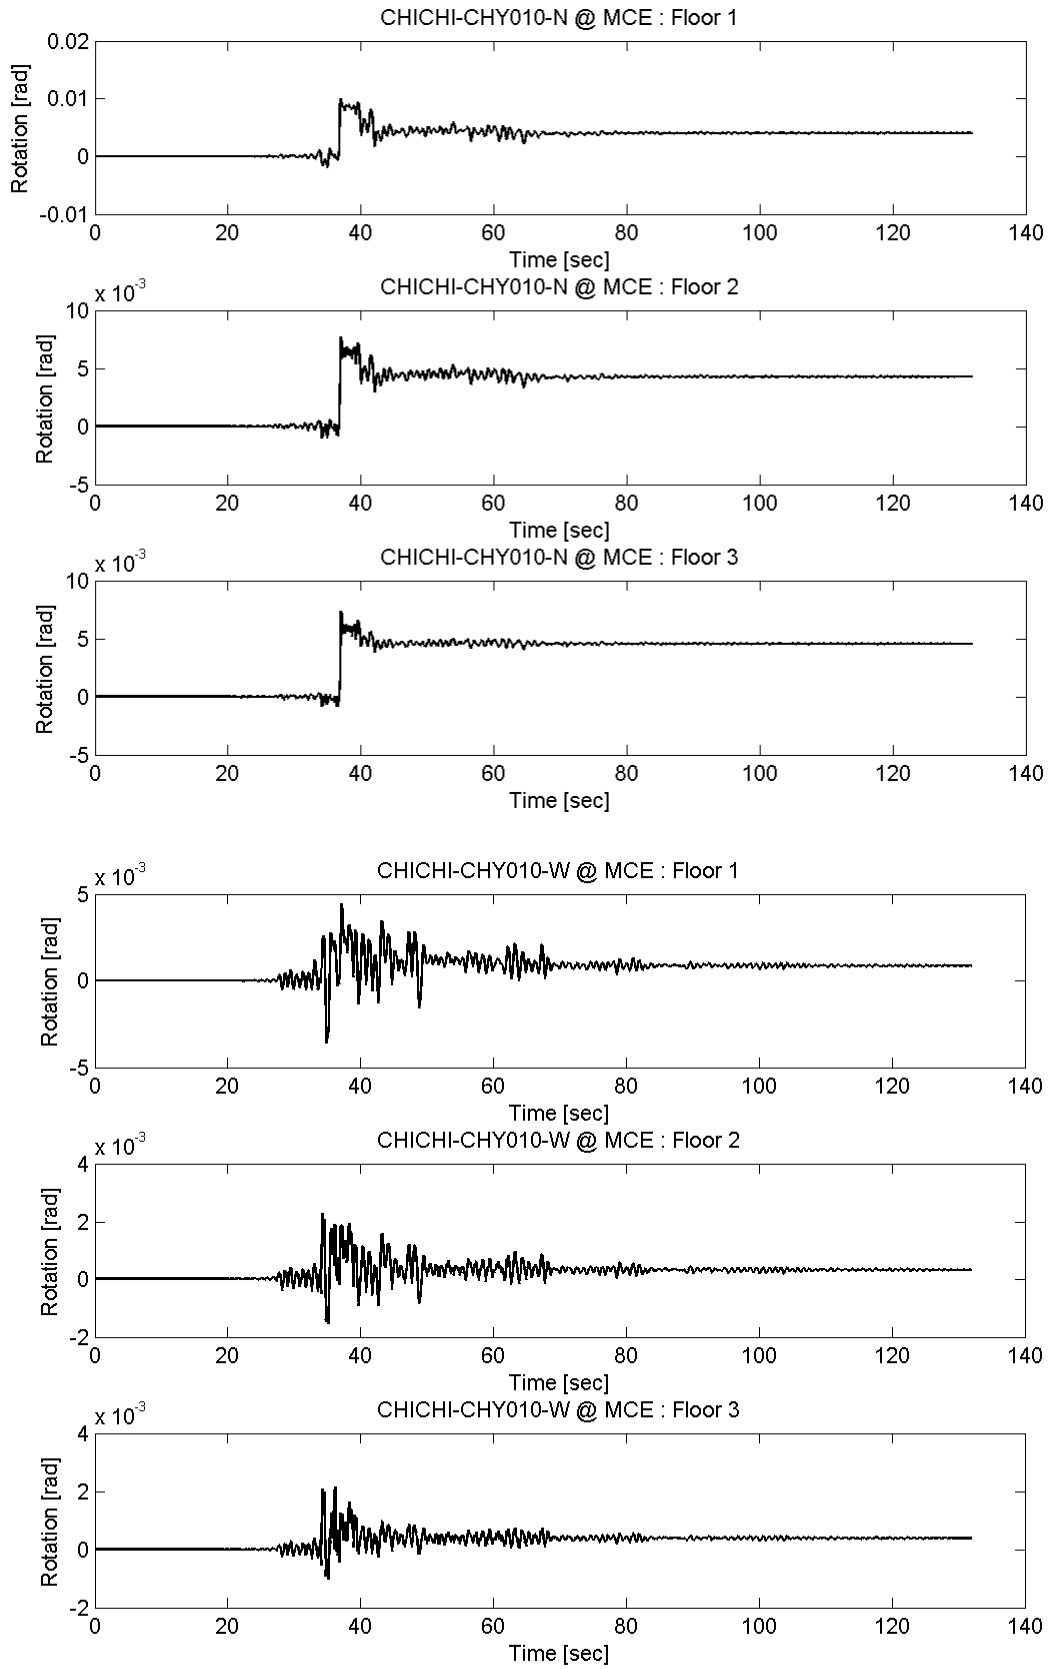 CHICHI-CHY010-N @ MCE : Floor 1
0.02
0.01
0
-0.01
Rotation [rad]
0 20 40 60 80 100 120 140
Time [sec]
CHICHI-CHY010-N @ MCE : Floor 2
x 10^-3
10
5
0
-5
Rotation [rad]
0 20 40 60 80 100 120 140
Time [sec]
CHICHI-CHY010-N @ MCE : Floor 3
x 10^-3
10
5
0
-5
Rotation [rad]
0 20 40 60 80 100 120 140
Time [sec]
CHICHI-CHY010-W @ MCE : Floor 1
x 10^-3
5
0
-5
Rotation [rad]
0 20 40 60 80 100 120 140
Time [sec]
CHICHI-CHY010-W @ MCE : Floor 2
x 10^-3
4
2
0
-2
Rotation [rad]
0 20 40 60 80 100 120 140
Time [sec]
CHICHI-CHY010-W @ MCE : Floor 3
x 10^-3
4
2
0
-2
Rotation [rad]
0 20 40 60 80 100 120 140
Time [sec]